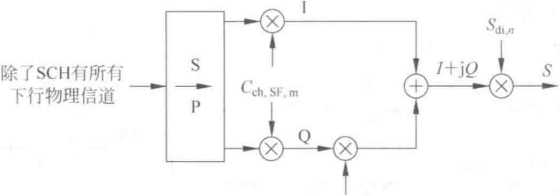 I
S
P
除了SCH有所有
下行物理信道
C_ch, SF, m
Q
I+jQ
S_dl,n
S